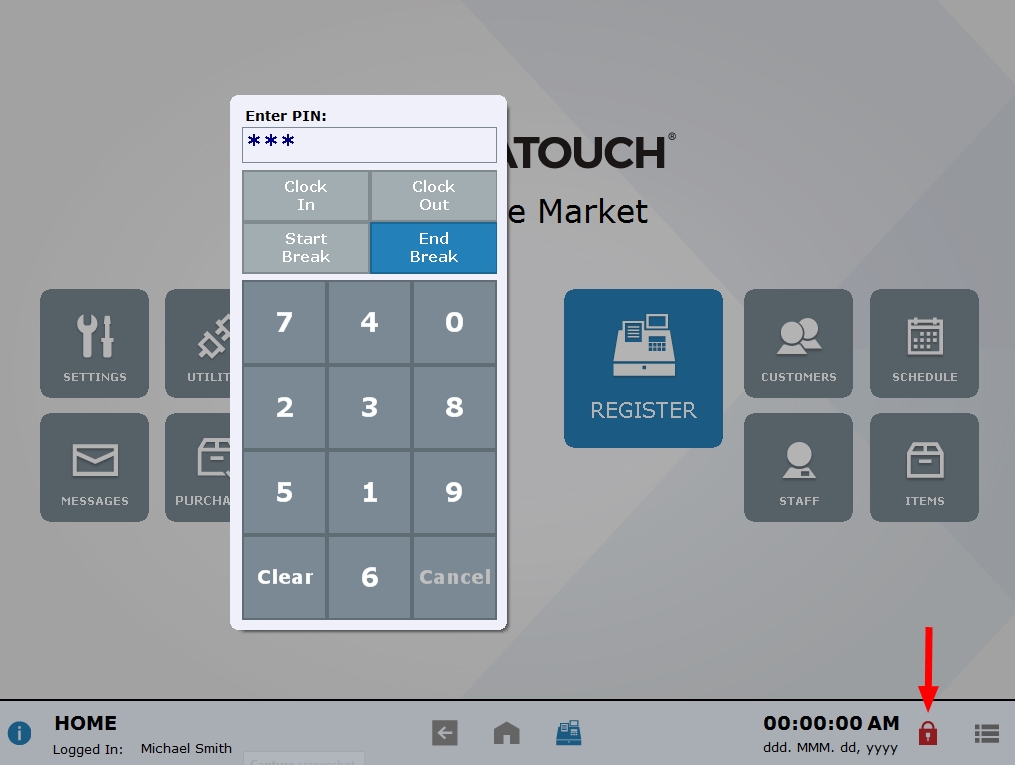 Enter PIN:
***
Clock
In
Clock
Out
Start
Break
End
Break
7 4 0
2 3 8
5 1 9
Clear 6 Cancel
ATOUCH®
e Market
SETTINGS
UTILIT
MESSAGES
PURCHA
REGISTER
CUSTOMERS
SCHEDULE
STAFF
ITEMS
HOME
Logged In: Michael Smith
00:00:00 AM
ddd. MMM. dd, yyyy